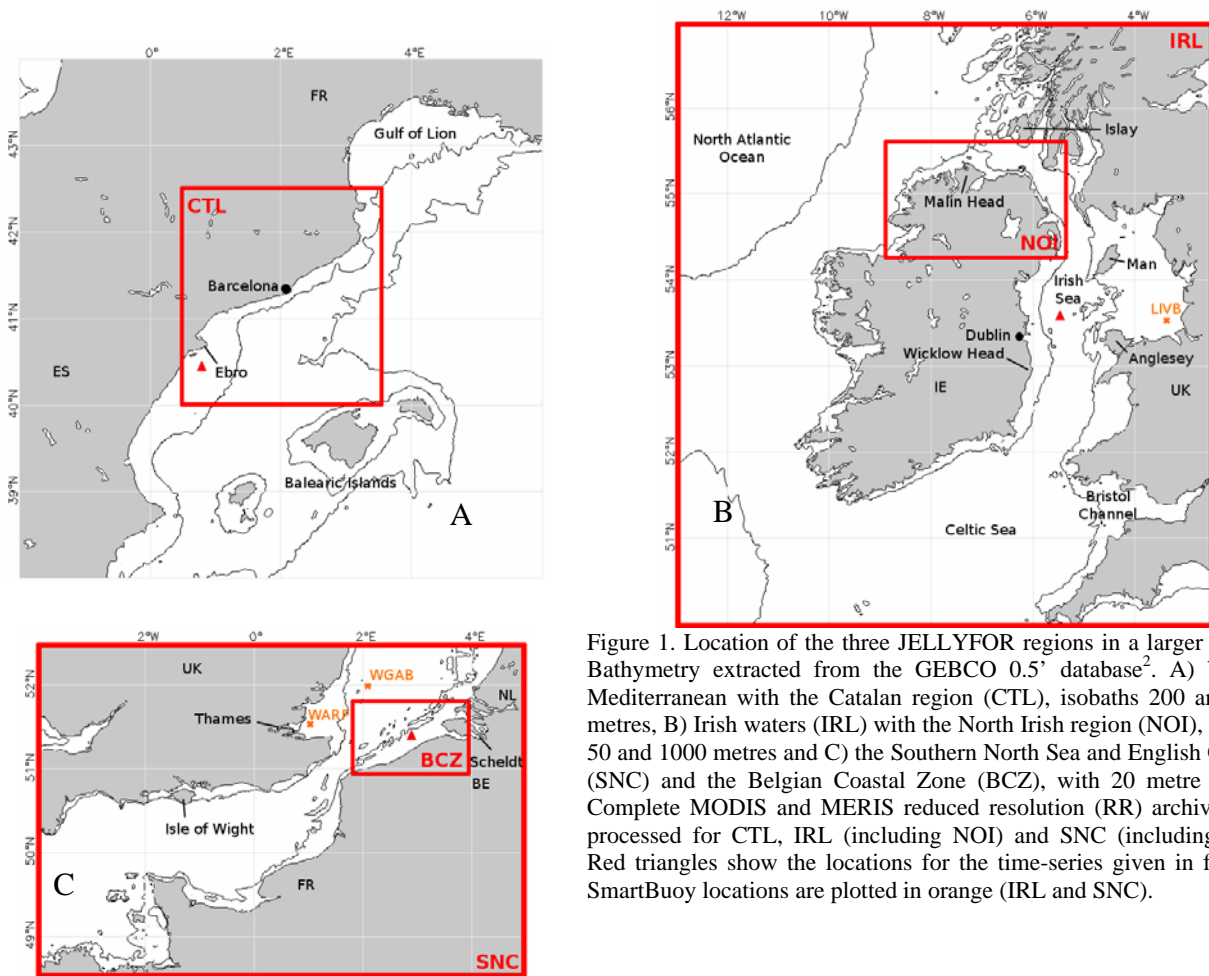 0°
2°E
4°E
FR
Gulf of Lion
43°N
CTL
42°N
Barcelona
41°N
ES
Ebro
40°N
Balearic Islands
39°N
A
12°W
10°W
8°W
6°W
4°W
IRL
56°N
Islay
North Atlantic
Ocean
55°N
Malin Head
NOI
54°N
Man
Irish
Sea
LIVB
Dublin
Wicklow Head
Anglesey
53°N
IE
UK
52°N
B
Bristol
Channel
51°N
Celtic Sea
2°W
0°
2°E
4°E
UK
52°N
WGAB
NL
Thames
WARP
BCZ
Scheldt
51°N
BE
Isle of Wight
50°N
C
FR
49°N
SNC
Figure 1. Location of the three JELLYFOR regions in a larger
Bathymetry extracted from the GEBCO 0.5’ database2. A)
Mediterranean with the Catalan region (CTL), isobaths 200
metres, B) Irish waters (IRL) with the North Irish region (NOI),
50 and 1000 metres and C) the Southern North Sea and English
(SNC) and the Belgian Coastal Zone (BCZ), with 20 metre
Complete MODIS and MERIS reduced resolution (RR)
processed for CTL, IRL (including NOI) and SNC (including
Red triangles show the locations for the time-series given in
SmartBuoy locations are plotted in orange (IRL and SNC).